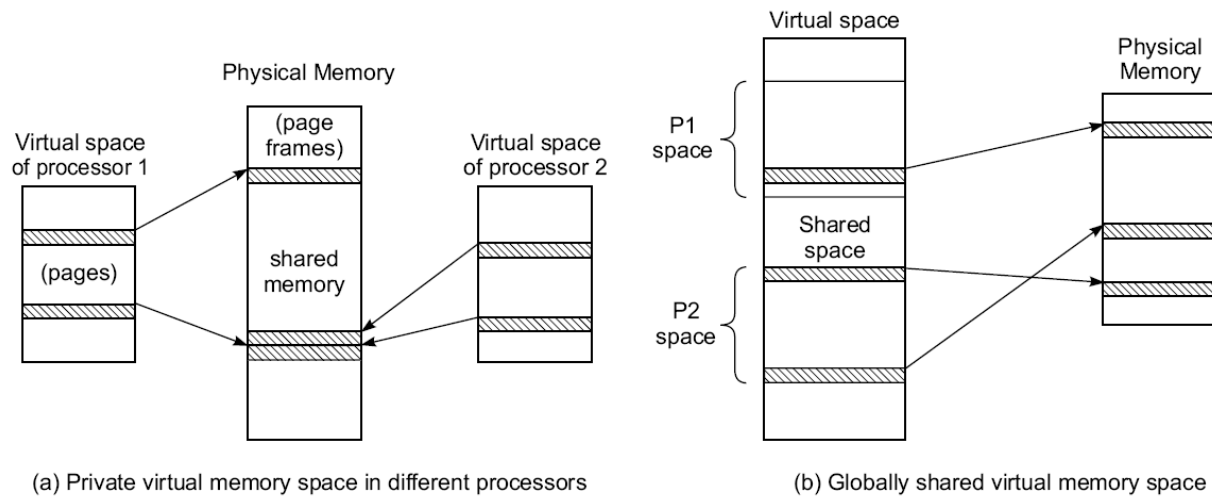 Physical Memory
(page
frames)
Virtual space
of processor 1
Virtual space
of processor 2
(pages)
shared
memory
(a) Private virtual memory space in different processors
Virtual space
Physical
Memory
P1
space
Shared
space
P2
space
(b) Globally shared virtual memory space